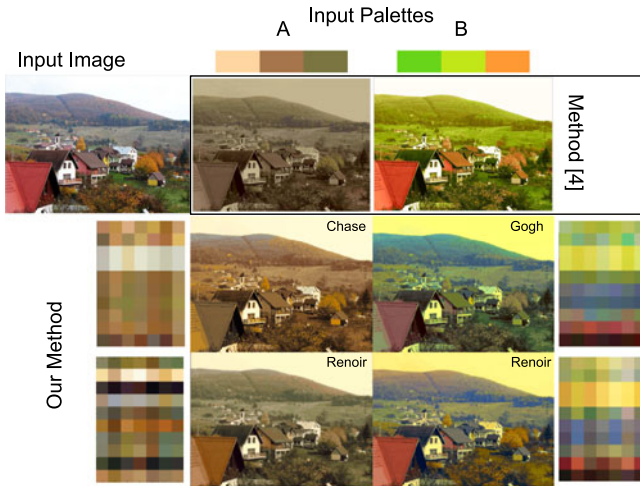 Input Palettes
A
B
Input Image
Method [4]
Chase
Gogh
Our Method
Renoir
Renoir